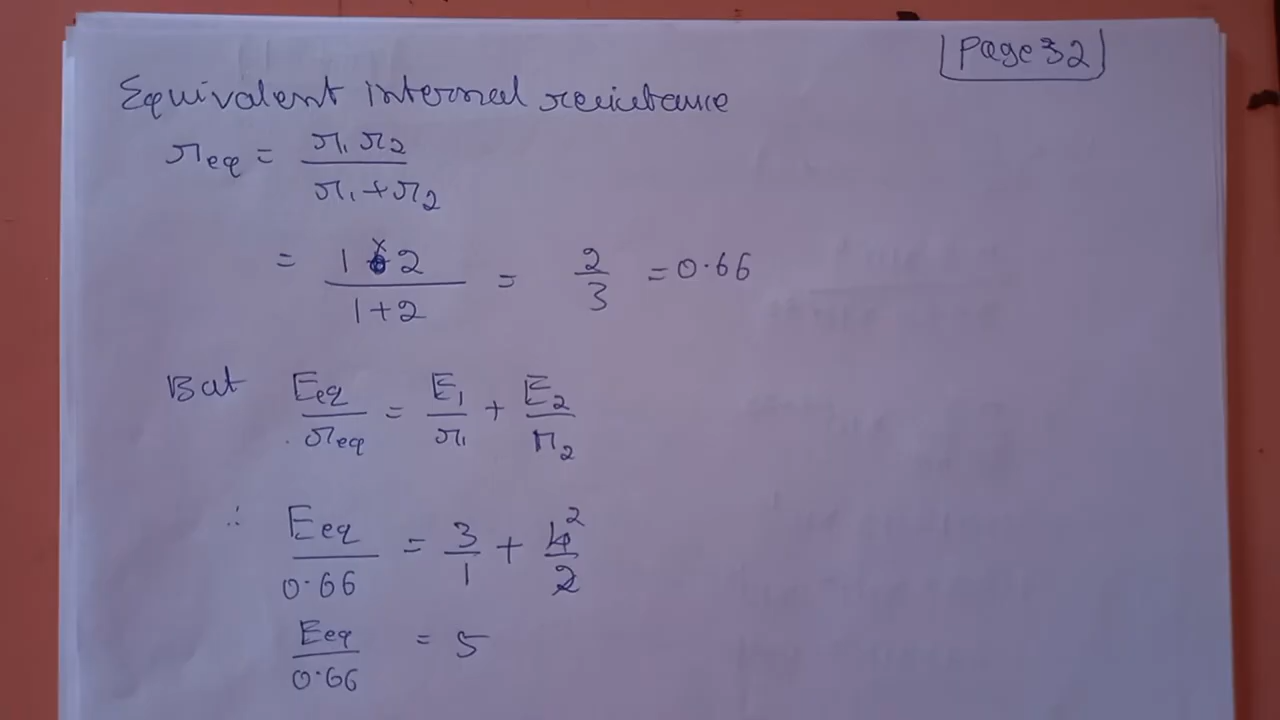 Page 32
Equivalent internal resistance
r_eq = r₁ r₂ / r₁ + r₂
= 1 × 2 / 1 + 2 = 2 / 3 = 0.66
But E_eq / r_eq = E₁ / r₁ + E₂ / r₂
∴ E_eq / 0.66 = 3 / 1 + 4 2 / 2
E_eq / 0.66 = 5